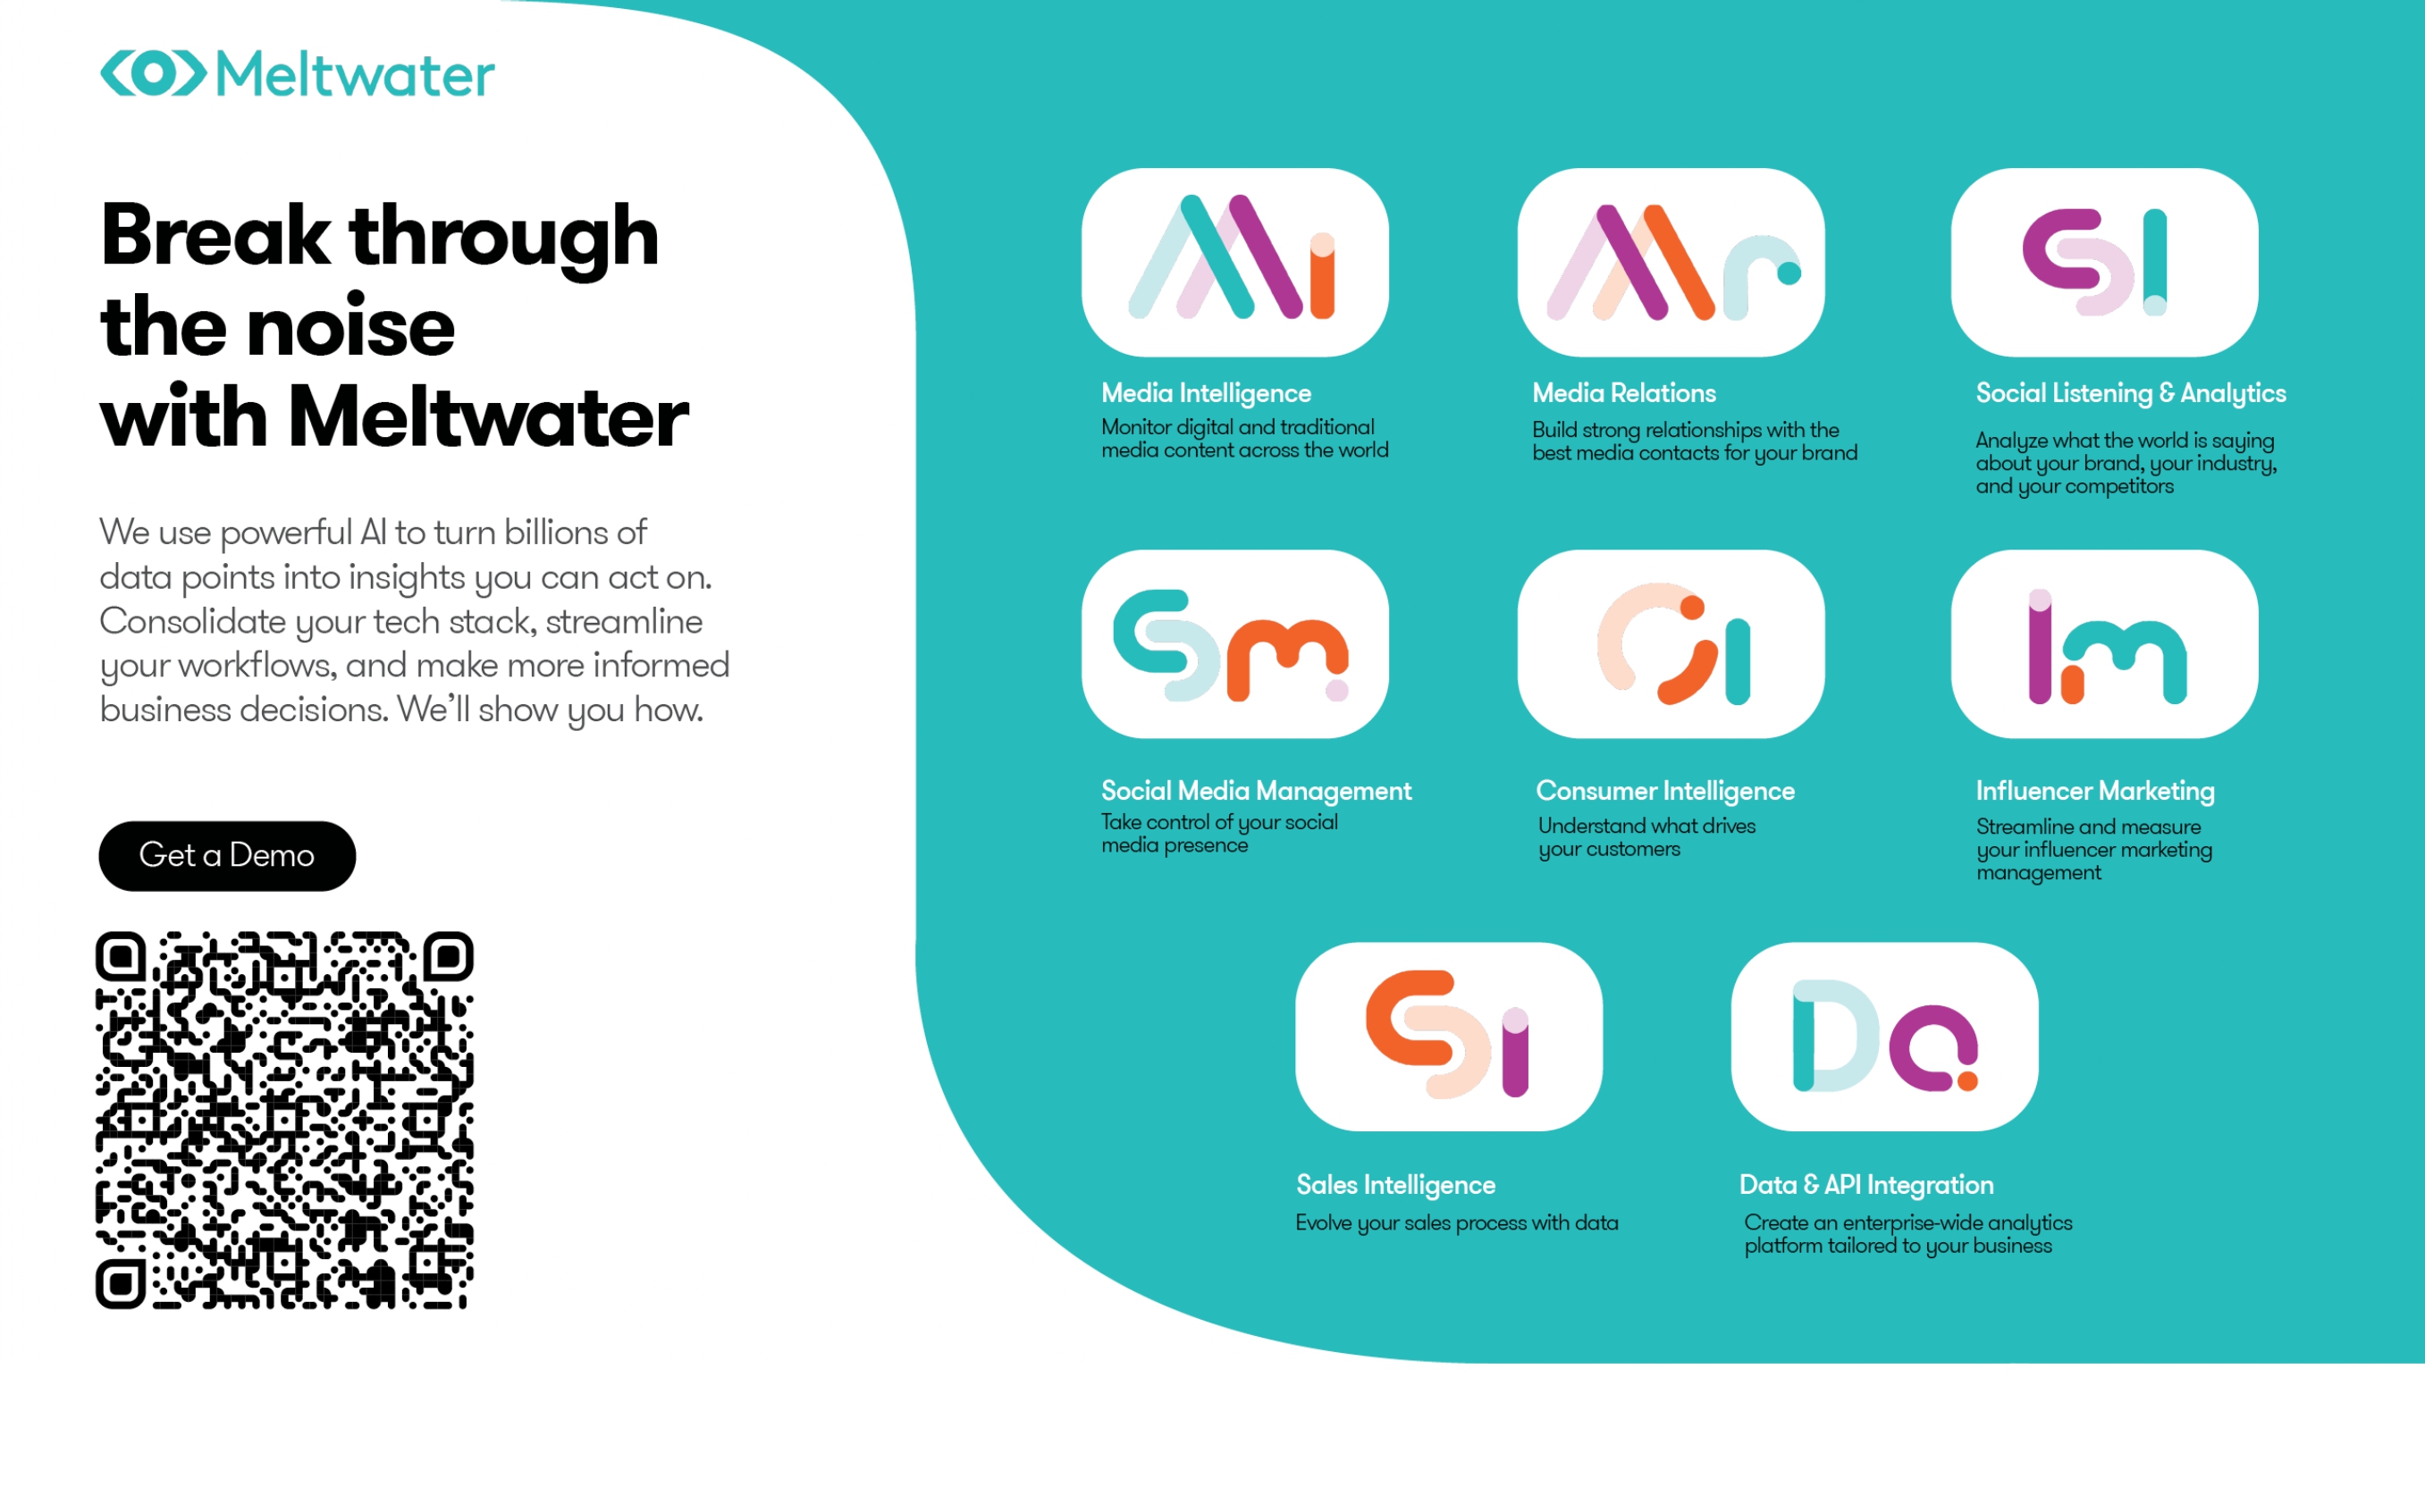 Meltwater
Break through
the noise
with Meltwater
We use powerful AI to turn billions of
data points into insights you can act on.
Consolidate your tech stack, streamline
your workflows, and make more informed
business decisions. We’ll show you how.
Get a Demo
Mi
Media Intelligence
Monitor digital and traditional
media content across the world
Mr
Media Relations
Build strong relationships with the
best media contacts for your brand
Sl
Social Listening & Analytics
Analyze what the world is saying
about your brand, your industry,
and your competitors
Sm
Social Media Management
Take control of your social
media presence
Ci
Consumer Intelligence
Understand what drives
your customers
Im
Influencer Marketing
Streamline and measure
your influencer marketing
management
Si
Sales Intelligence
Evolve your sales process with data
Da
Data & API Integration
Create an enterprise-wide analytics
platform tailored to your business